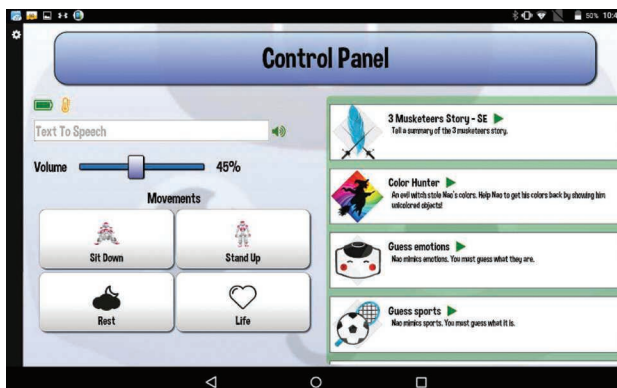 50% 10:4
Control Panel
Text To Speech
Volume 45%
Movements
Sit Down
Stand Up
Rest
Life
3 Musketeers Story - SE
Tell a summary of the 3 musketeers story.
Color Hunter
An evil witch stole Nao's colors. Help Nao to get his colors back by showing him
uncolored objects!
Guess emotions
Nao mimics emotions. You must guess what they are.
Guess sports
Nao mimics sports. You must guess what it is.